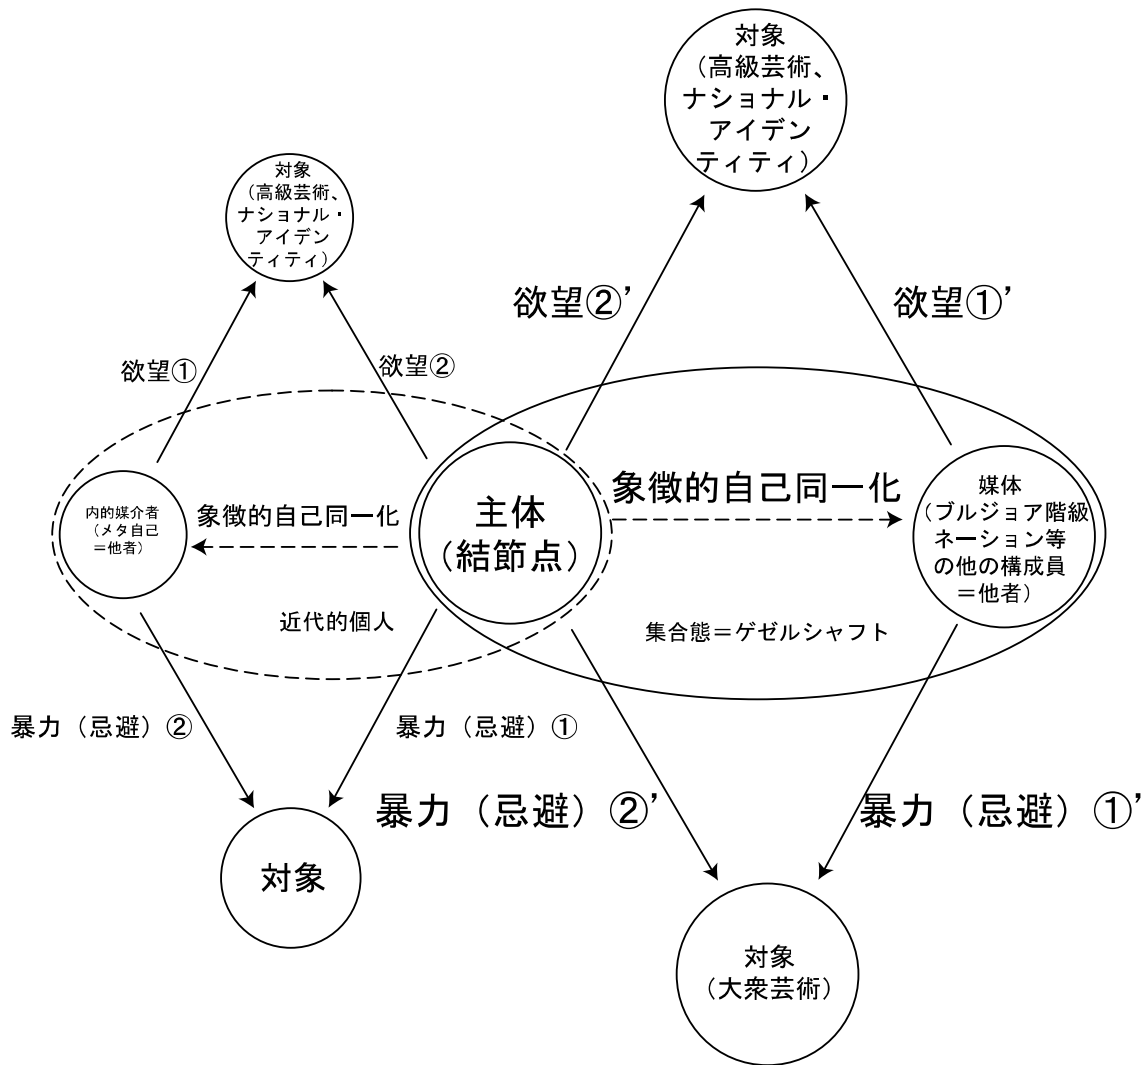 対象
（高級芸術、
ナショナル・
アイデン
ティティ）
対象
（高級芸術、
ナショナル・
アイデン
ティティ）
欲望②’
欲望①’
欲望①
欲望②
内的媒介者
（メタ自己
＝他者）
象徴的自己同一化
主体
（結節点）
象徴的自己同一化
媒体
（ブルジョア階級
ネーション等
の他の構成員
＝他者）
近代的個人
集合態＝ゲゼルシャフト
暴力（忌避）②
暴力（忌避）①
暴力（忌避）②’
暴力（忌避）①’
対象
対象
（大衆芸術）